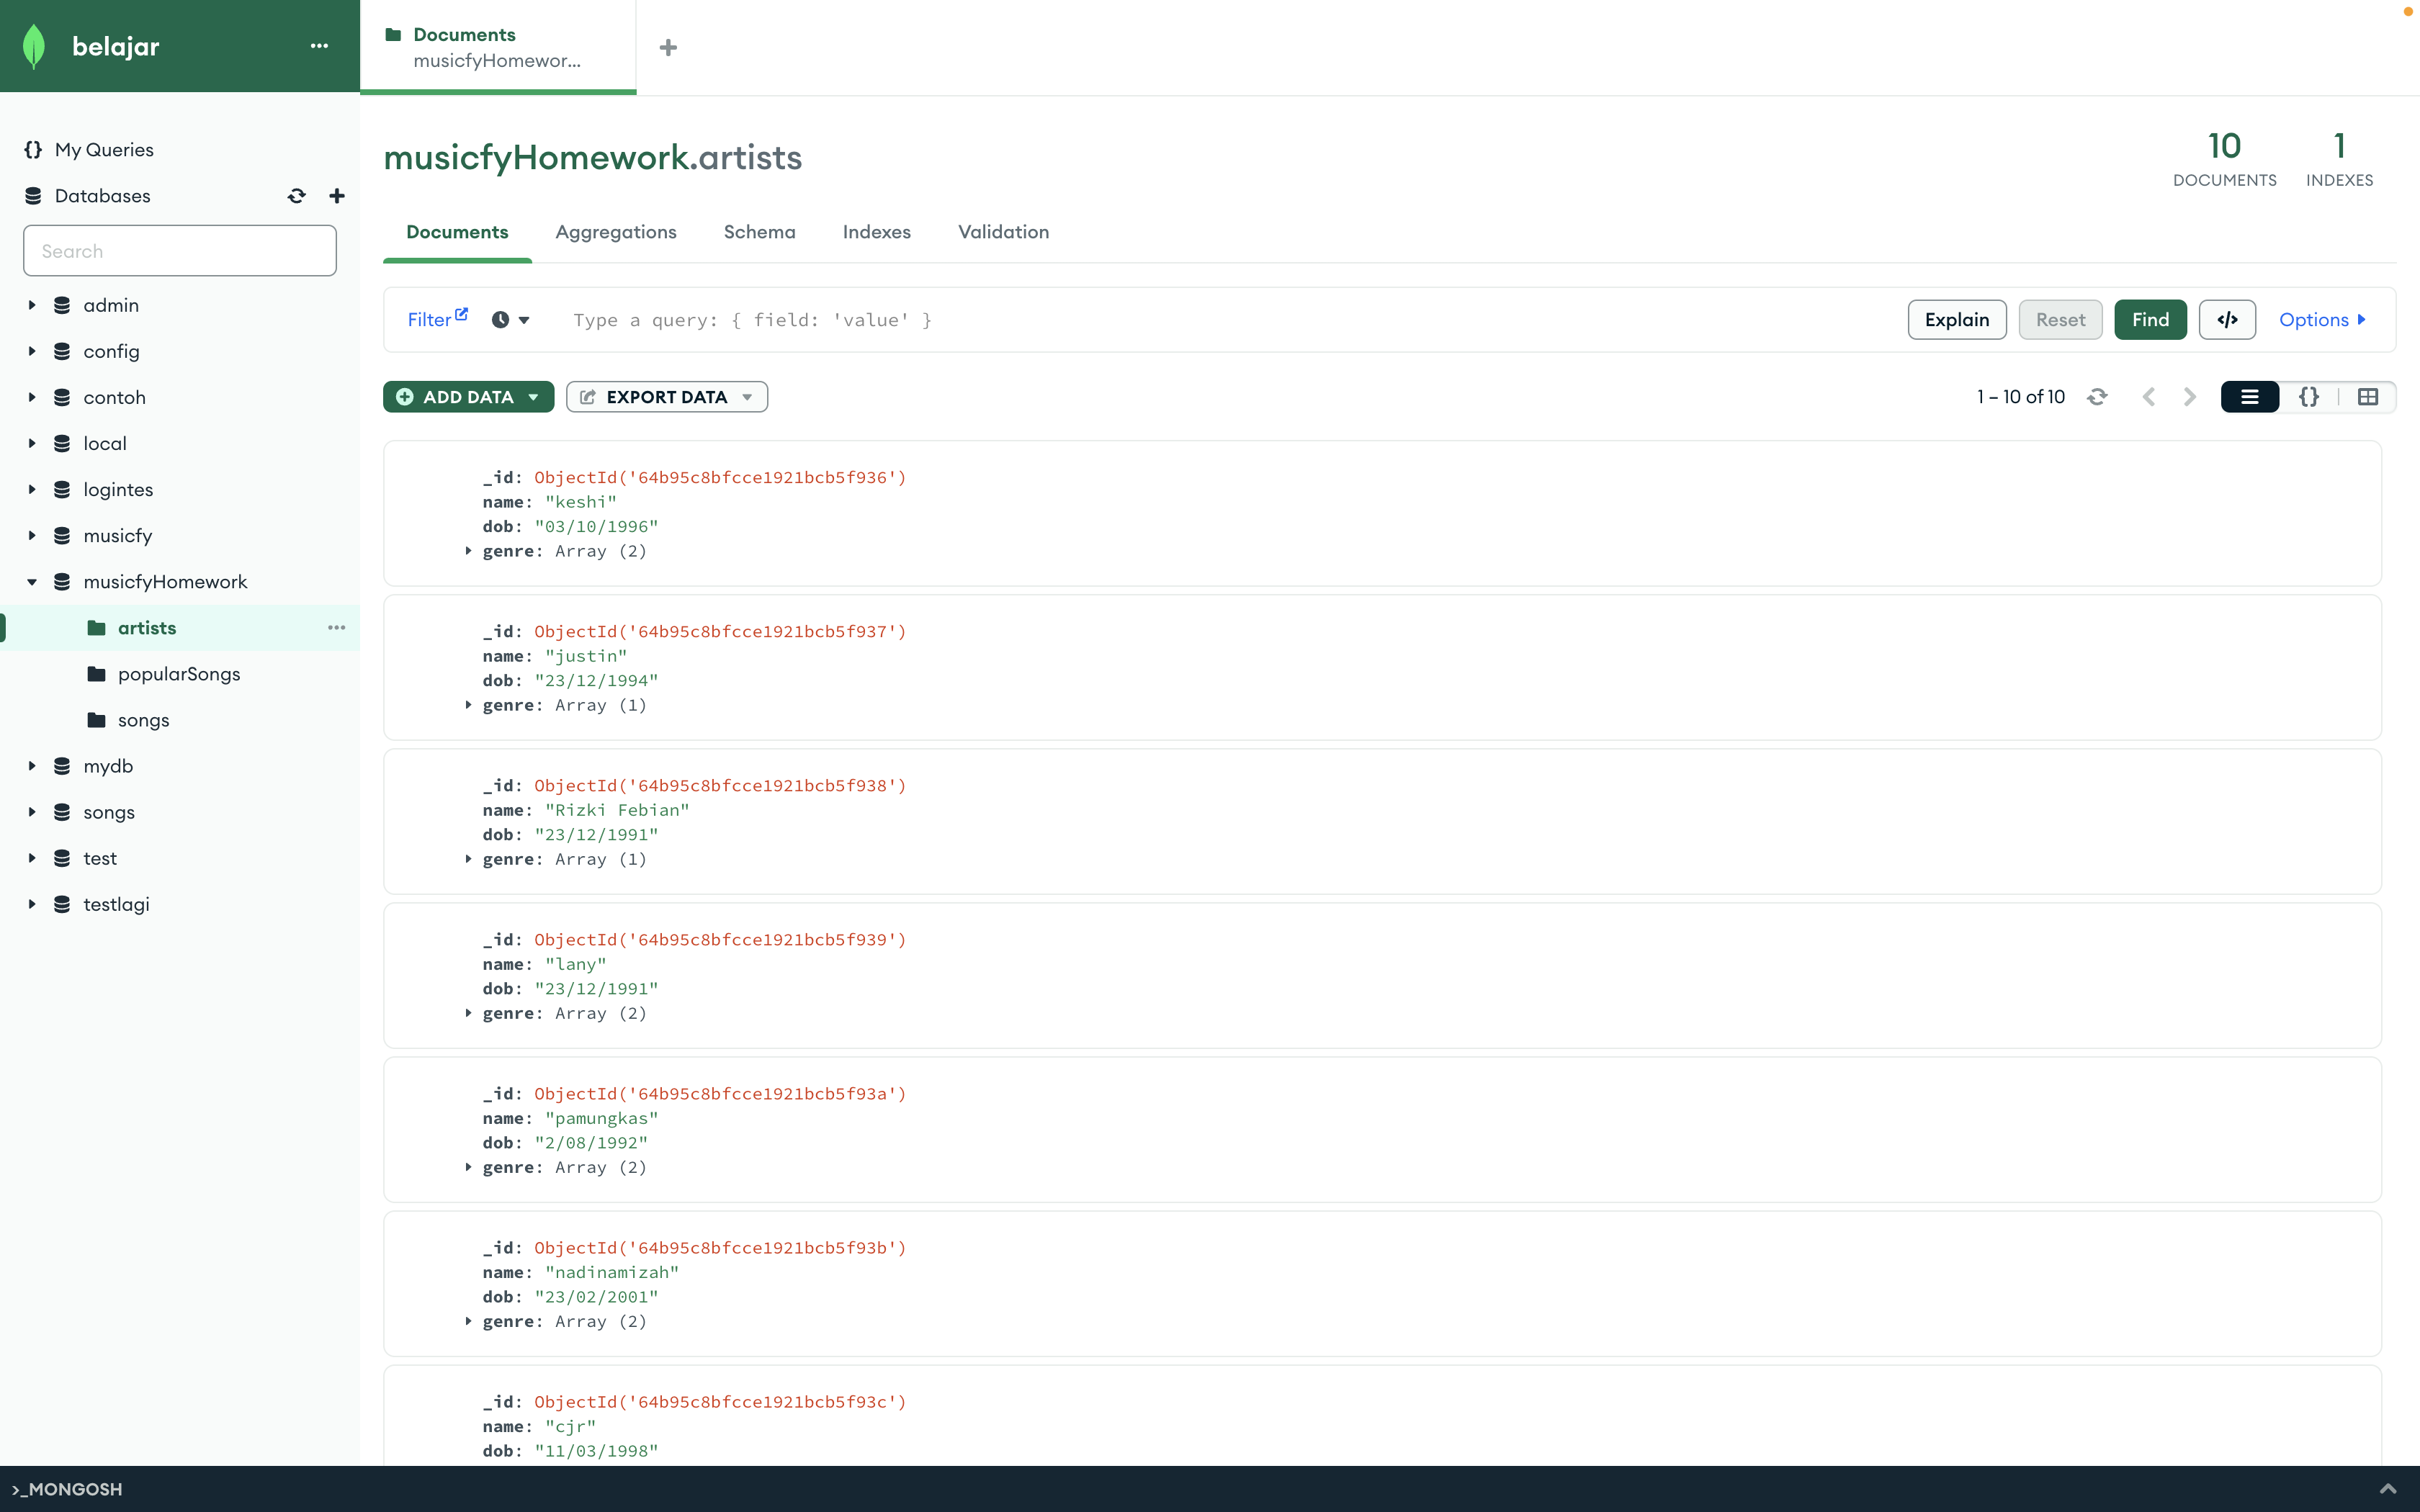 belajar
My Queries
Databases
Search
admin
config
contoh
local
logintes
musicfy
musicfyHomework
artists
popularSongs
songs
mydb
songs
test
testlagi
Documents
musicfyHomewor...
musicfyHomework.artists
10
DOCUMENTS
1
INDEXES
Documents Aggregations Schema Indexes Validation
Filter Type a query: { field: 'value' } Explain Reset Find </> Options
ADD DATA EXPORT DATA 1 – 10 of 10 {}
_id: ObjectId('64b95c8bfcce1921bcb5f936')
name: "keshi"
dob: "03/10/1996"
genre: Array (2)
_id: ObjectId('64b95c8bfcce1921bcb5f937')
name: "justin"
dob: "23/12/1994"
genre: Array (1)
_id: ObjectId('64b95c8bfcce1921bcb5f938')
name: "Rizki Febian"
dob: "23/12/1991"
genre: Array (1)
_id: ObjectId('64b95c8bfcce1921bcb5f939')
name: "lany"
dob: "23/12/1991"
genre: Array (2)
_id: ObjectId('64b95c8bfcce1921bcb5f93a')
name: "pamungkas"
dob: "2/08/1992"
genre: Array (2)
_id: ObjectId('64b95c8bfcce1921bcb5f93b')
name: "nadinamizah"
dob: "23/02/2001"
genre: Array (2)
_id: ObjectId('64b95c8bfcce1921bcb5f93c')
name: "cjr"
dob: "11/03/1998"
>_MONGOSH